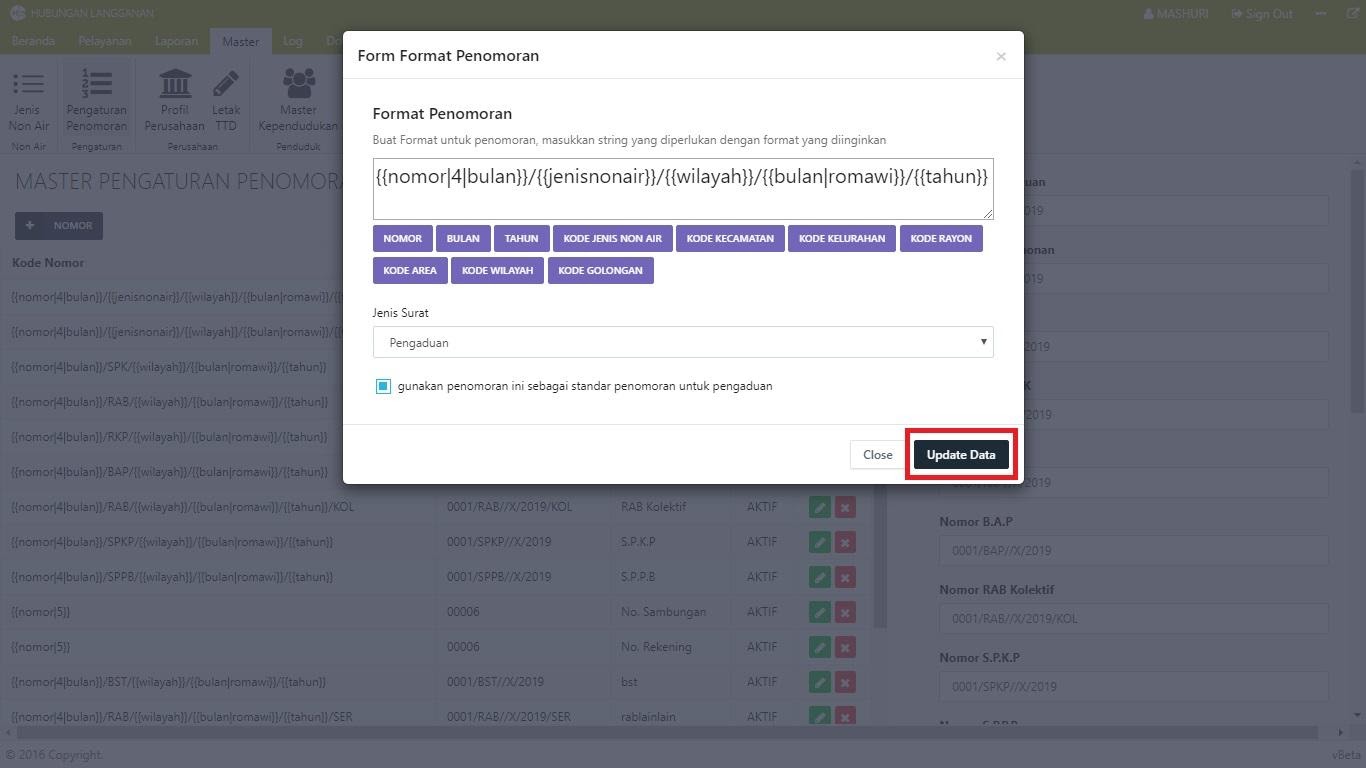 HUBUNGAN LANGGANAN
MASHURI
Sign Out
Beranda
Pelayanan
Laporan
Master
Log
Jenis
Non Air
Pengaturan
Penomoran
Profil
Perusahaan
Letak
TTD
Master
Kependudukan
Non Air
Pengaturan
Perusahaan
Penduduk
MASTER PENGATURAN PENOMORA
+ NOMOR
Kode Nomor
{{nomor|4|bulan}}/{{jenisnonair}}/{{wilayah}}/{{bulan|romawi}}/
{{nomor|4|bulan}}/{{jenisnonair}}/{{wilayah}}/{{bulan|romawi}}/
{{nomor|4|bulan}}/SPK/{{wilayah}}/{{bulan|romawi}}/{{tahun}}
{{nomor|4|bulan}}/RAB/{{wilayah}}/{{bulan|romawi}}/{{tahun}}
{{nomor|4|bulan}}/RKP/{{wilayah}}/{{bulan|romawi}}/{{tahun}}
{{nomor|4|bulan}}/BAP/{{wilayah}}/{{bulan|romawi}}/{{tahun}}
{{nomor|4|bulan}}/RAB/{{wilayah}}/{{bulan|romawi}}/{{tahun}}/KOL 0001/RAB//X/2019/KOL RAB Kolektif AKTIF
{{nomor|4|bulan}}/SPKP/{{wilayah}}/{{bulan|romawi}}/{{tahun}} 0001/SPKP//X/2019 S.P.K.P AKTIF
{{nomor|4|bulan}}/SPPB/{{wilayah}}/{{bulan|romawi}}/{{tahun}} 0001/SPPB//X/2019 S.P.P.B AKTIF
{{nomor|5}} 00006 No. Sambungan AKTIF
{{nomor|5}} 00006 No. Rekening AKTIF
{{nomor|4|bulan}}/BST/{{wilayah}}/{{bulan|romawi}}/{{tahun}} 0001/BST//X/2019 bst AKTIF
{{nomor|4|bulan}}/RAB/{{wilayah}}/{{bulan|romawi}}/{{tahun}}/SER 0001/RAB//X/2019/SER rablainlain AKTIF
Form Format Penomoran
×
Format Penomoran
Buat Format untuk penomoran, masukkan string yang diperlukan dengan format yang diinginkan
{{nomor|4|bulan}}/{{jenisnonair}}/{{wilayah}}/{{bulan|romawi}}/{{tahun}}
NOMOR BULAN TAHUN KODE JENIS NON AIR KODE KECAMATAN KODE KELURAHAN KODE RAYON
KODE AREA KODE WILAYAH KODE GOLONGAN
Jenis Surat
Pengaduan
gunakan penomoran ini sebagai standar penomoran untuk pengaduan
Close
Update Data
Nomor B.A.P
0001/BAP//X/2019
Nomor RAB Kolektif
0001/RAB//X/2019/KOL
Nomor S.P.K.P
0001/SPKP//X/2019
© 2016 Copyright.
vBeta